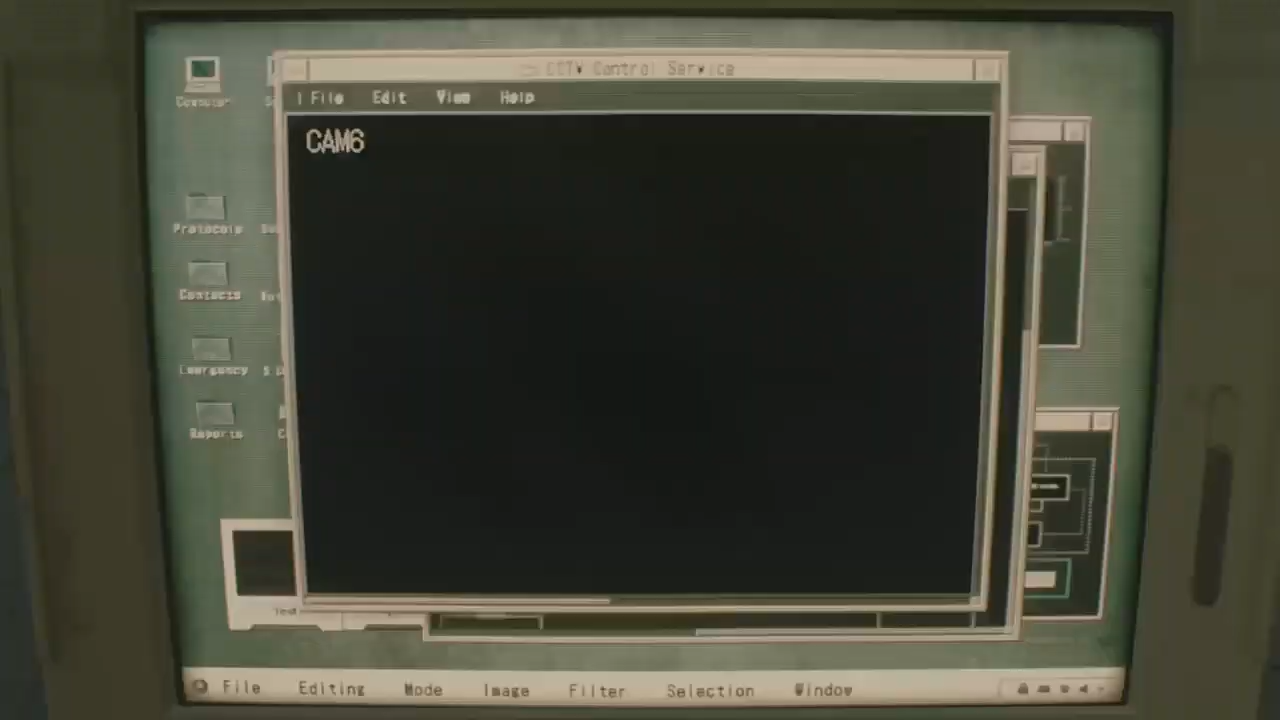 CCTV Control Service
File Edit View Help
CAM6
Computer
Protocols
Contacts
Emergency
Reports
File Editing Mode Image Filter Selection Window